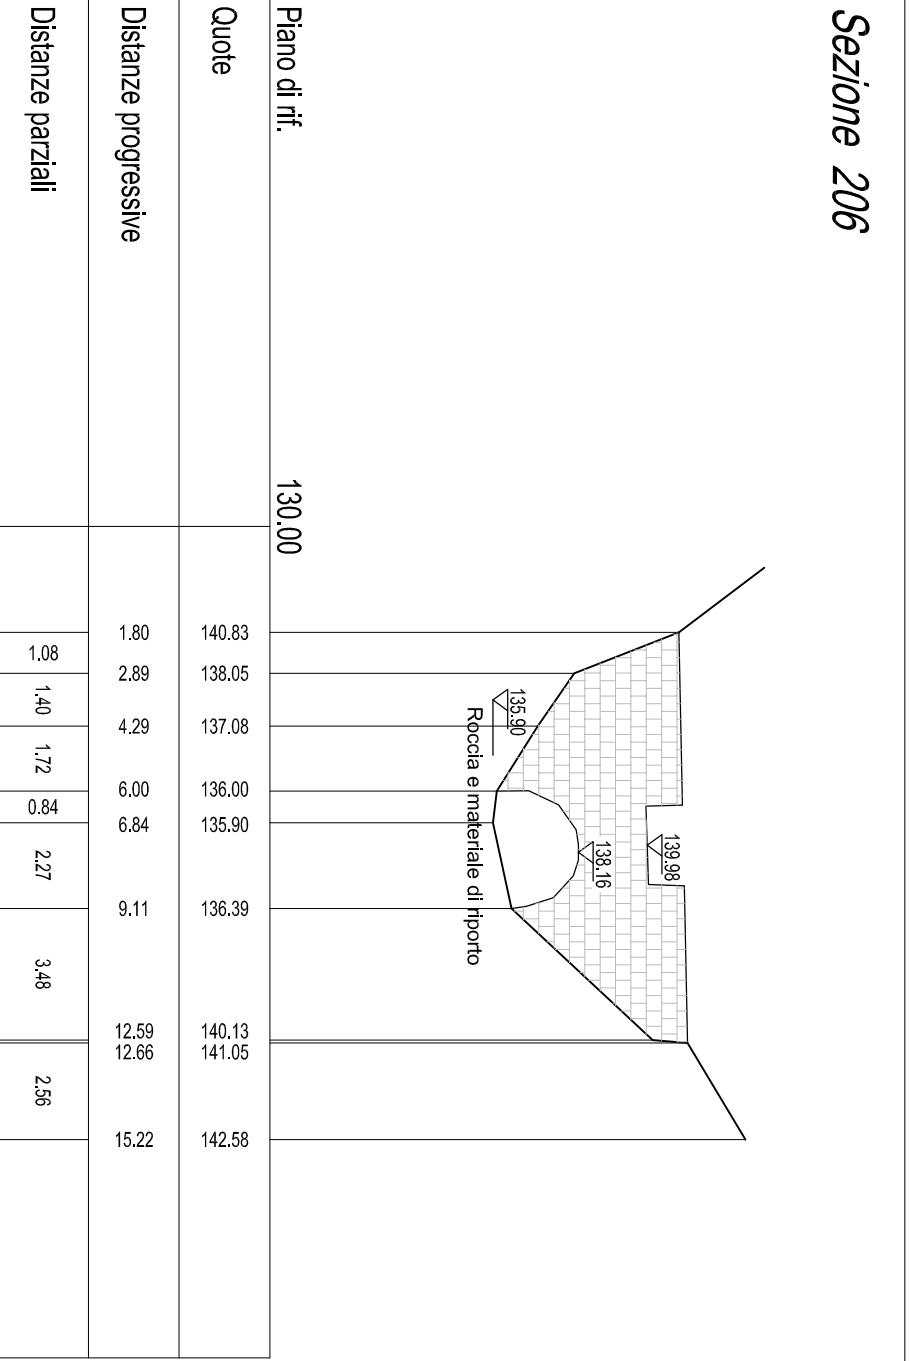 Sezione 206
139.98
138.16
135.90
Roccia e materiale di riporto
Piano di rif. 130.00
Quote 140.83 138.05 137.08 136.00 135.90 136.39 140.13 141.05 142.58
Distanze progressive 1.80 2.89 4.29 6.00 6.84 9.11 12.59 12.66 15.22
Distanze parziali 1.08 1.40 1.72 0.84 2.27 3.48 2.56